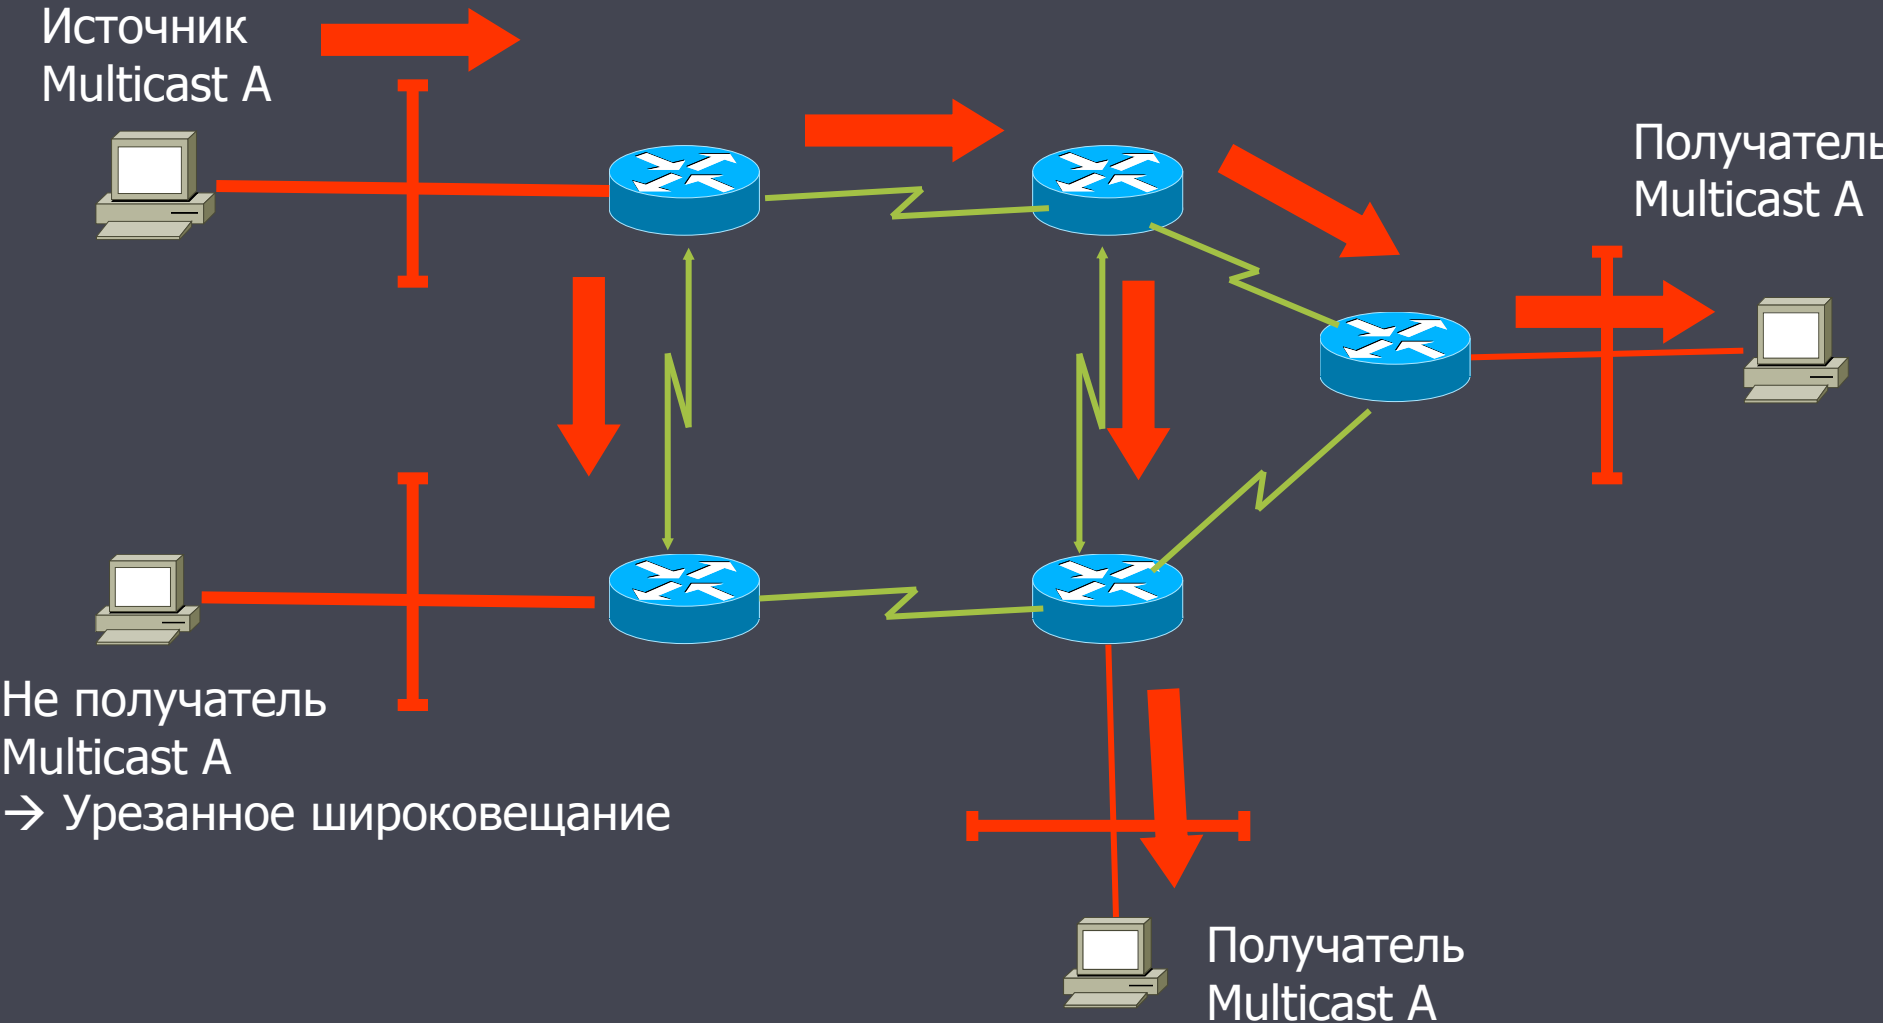 Источник
Multicast A
Получатель
Multicast A
Не получатель
Multicast A
→ Урезанное широковещание
Получатель
Multicast A